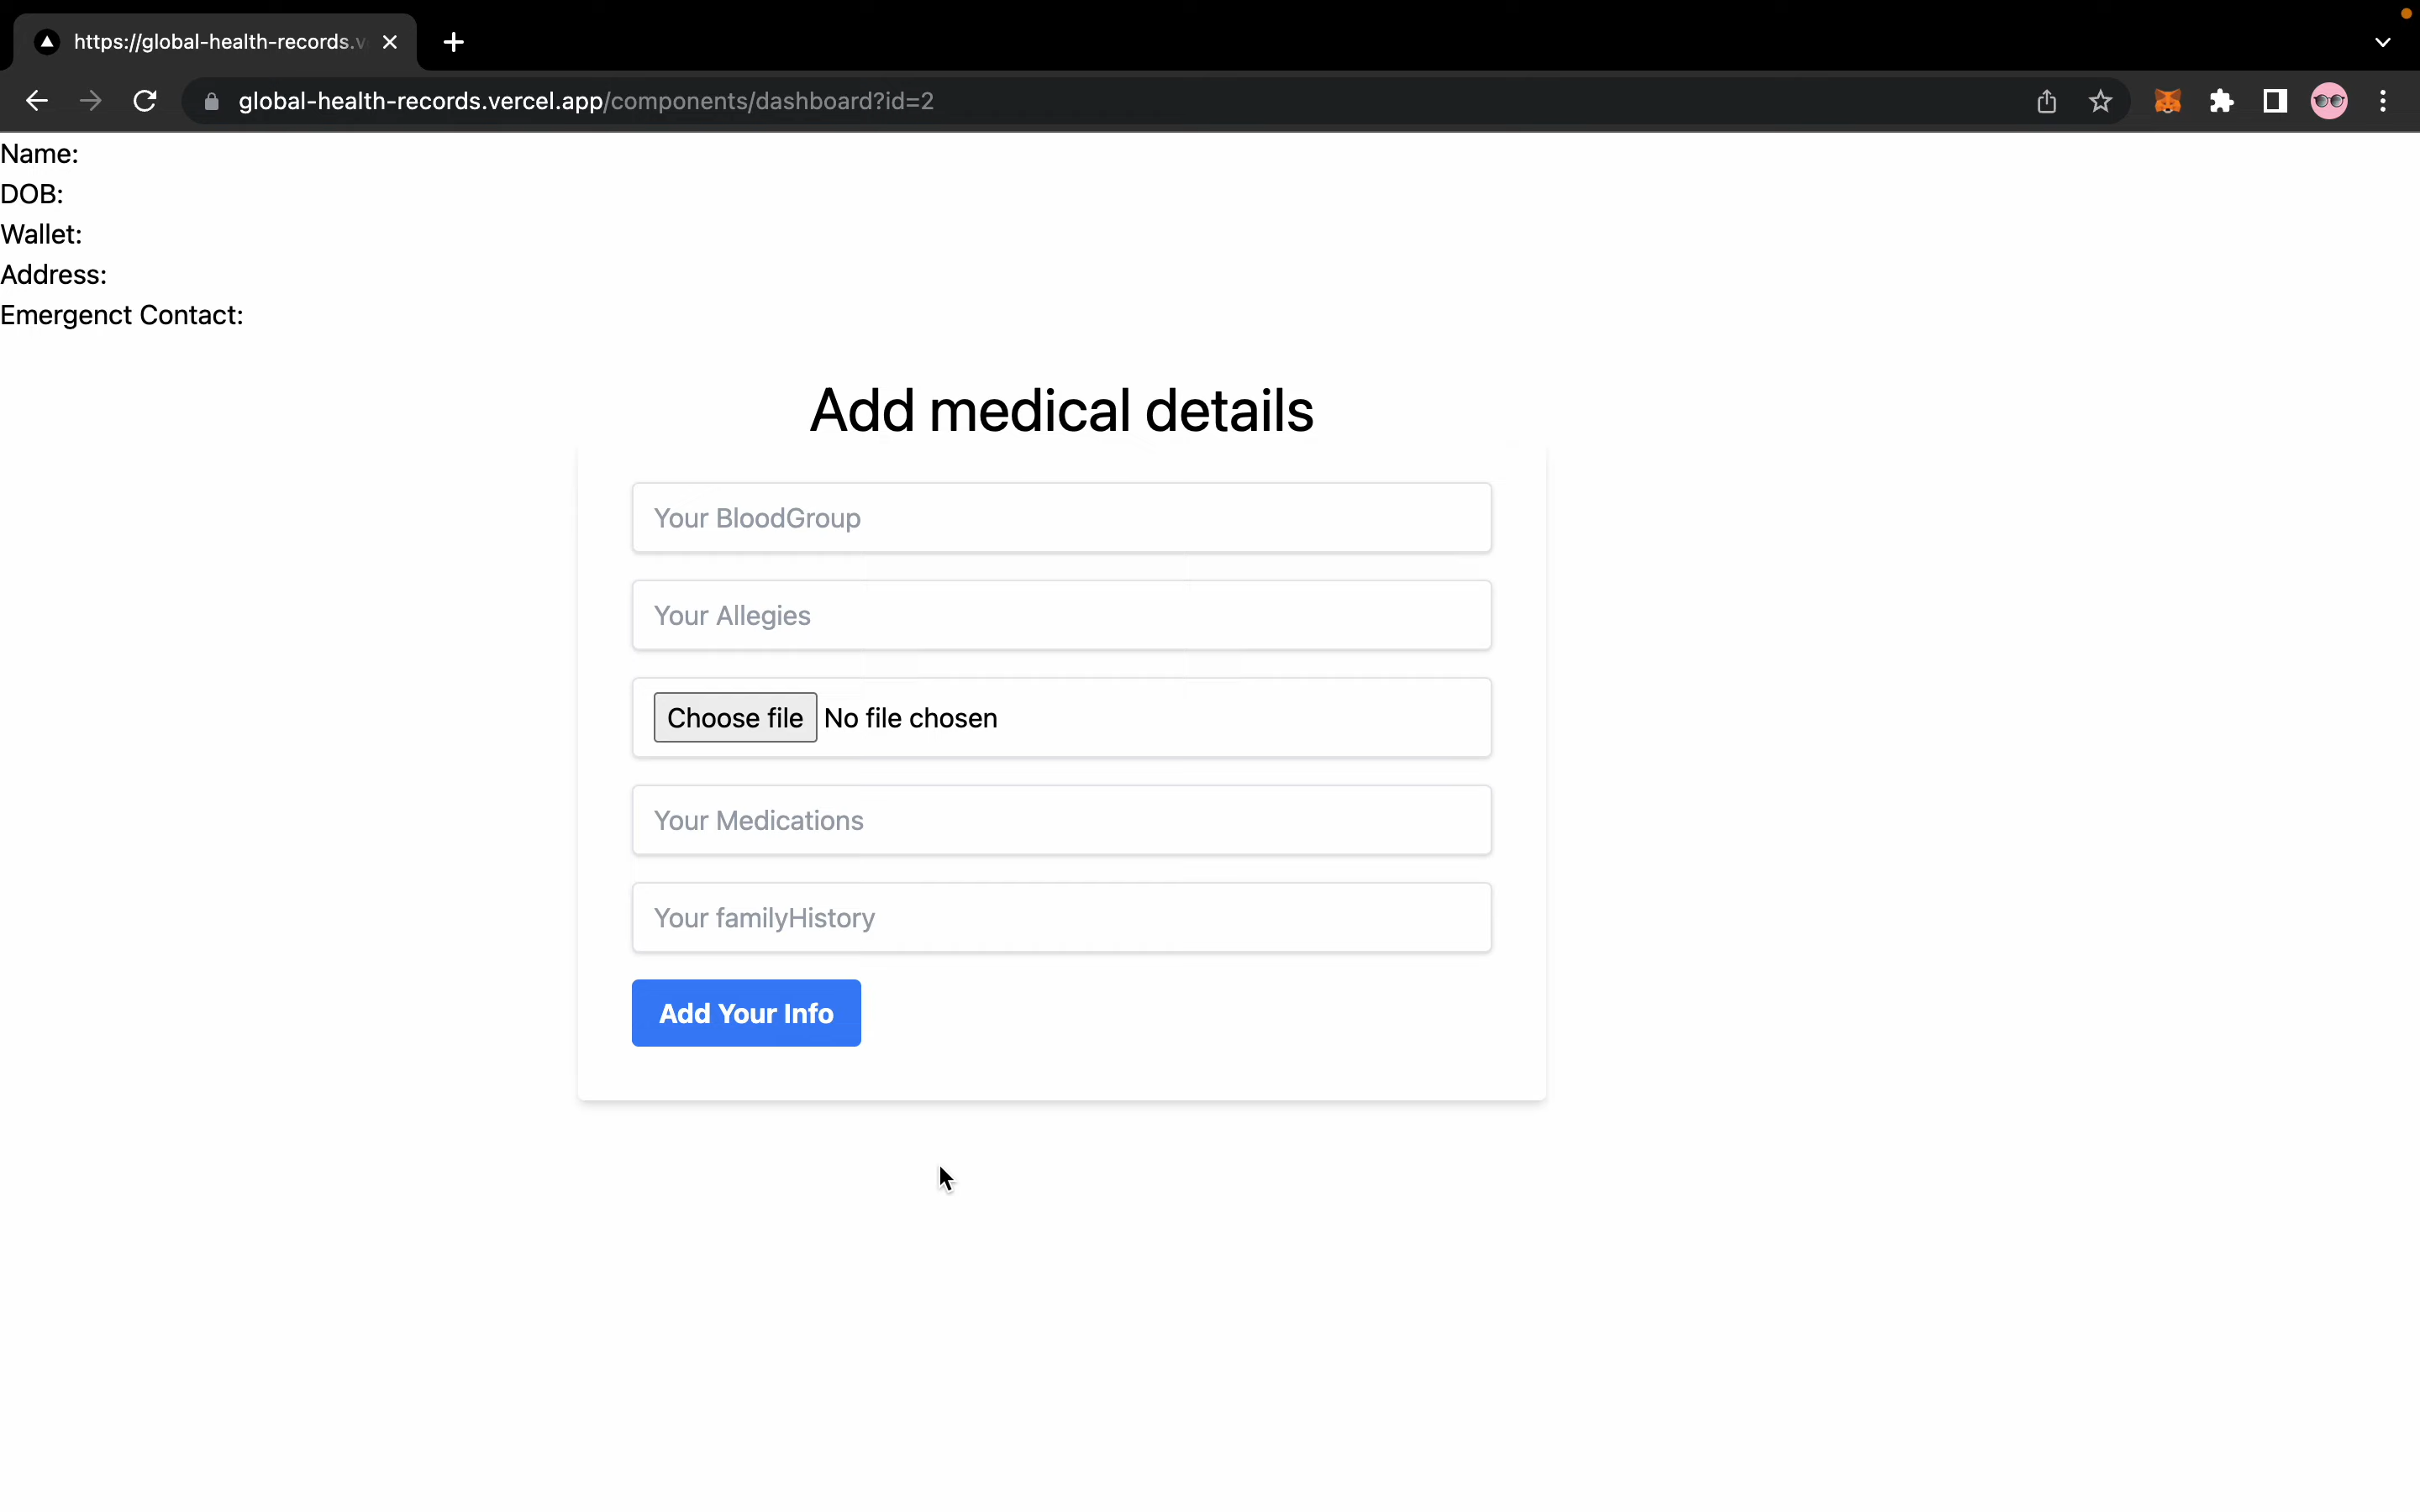 https://global-health-records.v
global-health-records.vercel.app/components/dashboard?id=2
Name:
DOB:
Wallet:
Address:
Emergenct Contact:
Add medical details
Your BloodGroup
Your Allegies
Choose file No file chosen
Your Medications
Your familyHistory
Add Your Info